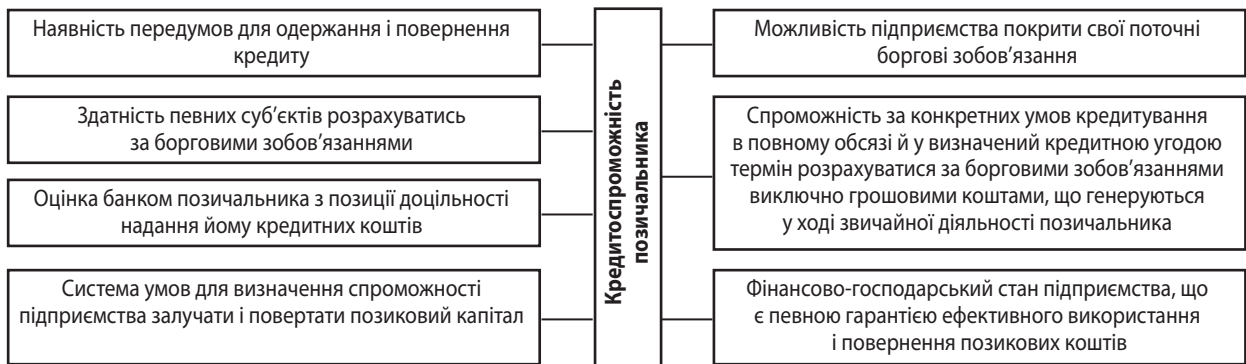 Наявність передумов для одержання і повернення
кредиту
Здатність певних суб'єктів розрахуватись
за борговими зобов'язаннями
Оцінка банком позичальника з позиції доцільності
надання йому кредитних коштів
Система умов для визначення спроможності
підприємства залучати і повертати позиковий капітал
Кредитоспроможність
позичальника
Можливість підприємства покрити свої поточні
боргові зобов'язання
Спроможність за конкретних умов кредитування
в повному обсязі й у визначений кредитною угодою
термін розрахуватися за борговими зобов'язаннями
виключно грошовими коштами, що генеруються
у ході звичайної діяльності позичальника
Фінансово-господарський стан підприємства, що
є певною гарантією ефективного використання
і повернення позикових коштів